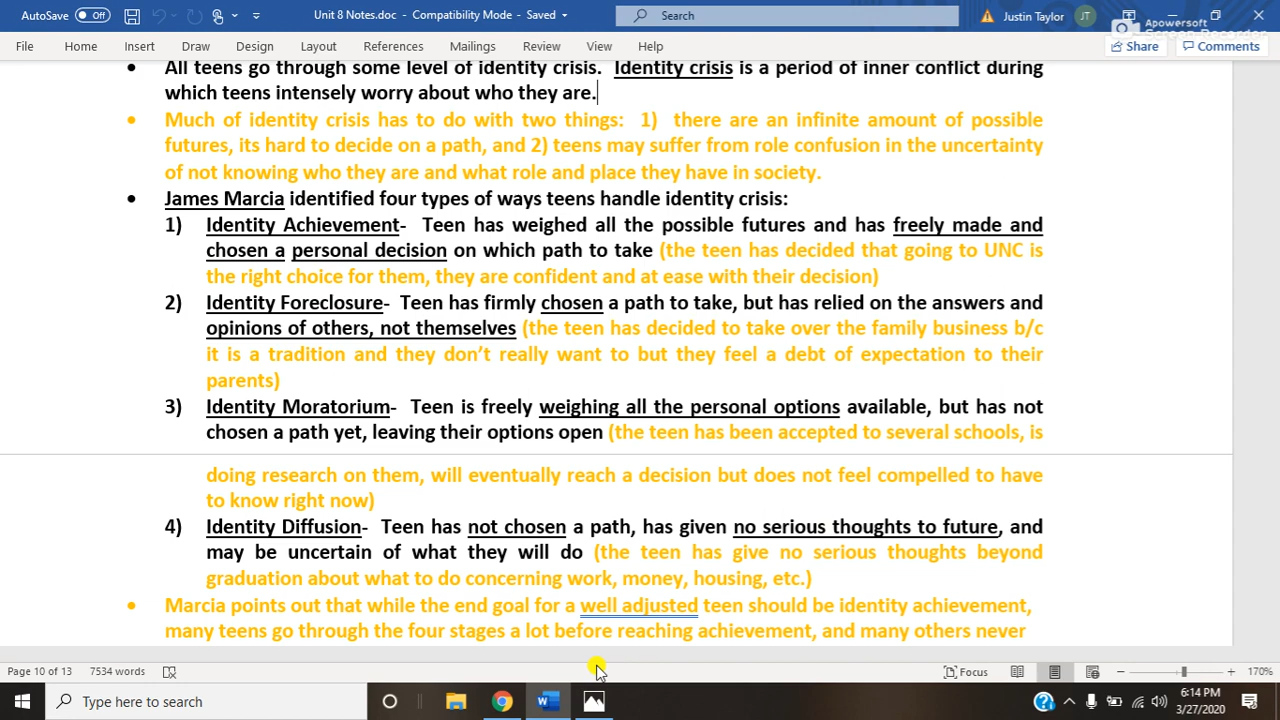 AutoSave Off Unit 8 Notes.doc - Compatibility Mode - Saved Search Justin Taylor JT
Apowersoft
Screen Recorder
File Home Insert Draw Design Layout References Mailings Review View Help Share Comments
• All teens go through some level of identity crisis. Identity crisis is a period of inner conflict during
which teens intensely worry about who they are.
• Much of identity crisis has to do with two things: 1) there are an infinite amount of possible
futures, its hard to decide on a path, and 2) teens may suffer from role confusion in the uncertainty
of not knowing who they are and what role and place they have in society.
• James Marcia identified four types of ways teens handle identity crisis:
1) Identity Achievement- Teen has weighed all the possible futures and has freely made and
chosen a personal decision on which path to take (the teen has decided that going to UNC is
the right choice for them, they are confident and at ease with their decision)
2) Identity Foreclosure- Teen has firmly chosen a path to take, but has relied on the answers and
opinions of others, not themselves (the teen has decided to take over the family business b/c
it is a tradition and they don’t really want to but they feel a debt of expectation to their
parents)
3) Identity Moratorium- Teen is freely weighing all the personal options available, but has not
chosen a path yet, leaving their options open (the teen has been accepted to several schools, is
doing research on them, will eventually reach a decision but does not feel compelled to have
to know right now)
4) Identity Diffusion- Teen has not chosen a path, has given no serious thoughts to future, and
may be uncertain of what they will do (the teen has give no serious thoughts beyond
graduation about what to do concerning work, money, housing, etc.)
• Marcia points out that while the end goal for a well adjusted teen should be identity achievement,
many teens go through the four stages a lot before reaching achievement, and many others never
Page 10 of 13 7534 words Focus 170%
Type here to search
6:14 PM
3/27/2020